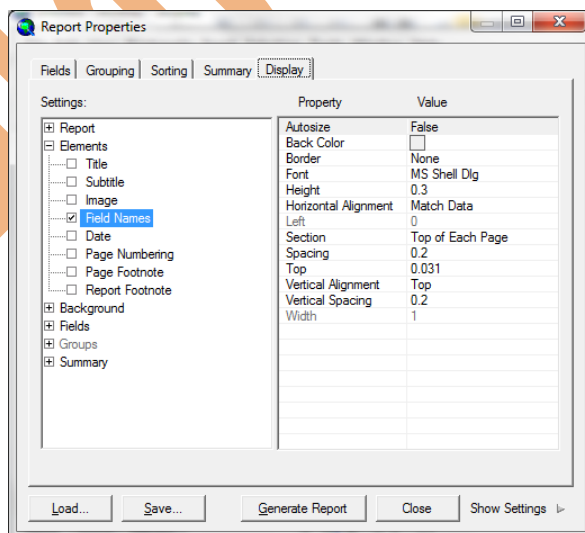 Report Properties
Fields Grouping Sorting Summary Display
Settings: Property Value
Report
Elements
Title
Subtitle
Image
Field Names
Date
Page Numbering
Page Footnote
Report Footnote
Background
Fields
Groups
Summary
Autosize False
Back Color
Border None
Font MS Shell Dlg
Height 0.3
Horizontal Alignment Match Data
Left 0
Section Top of Each Page
Spacing 0.2
Top 0.031
Vertical Alignment Top
Vertical Spacing 0.2
Width 1
Load... Save... Generate Report Close Show Settings